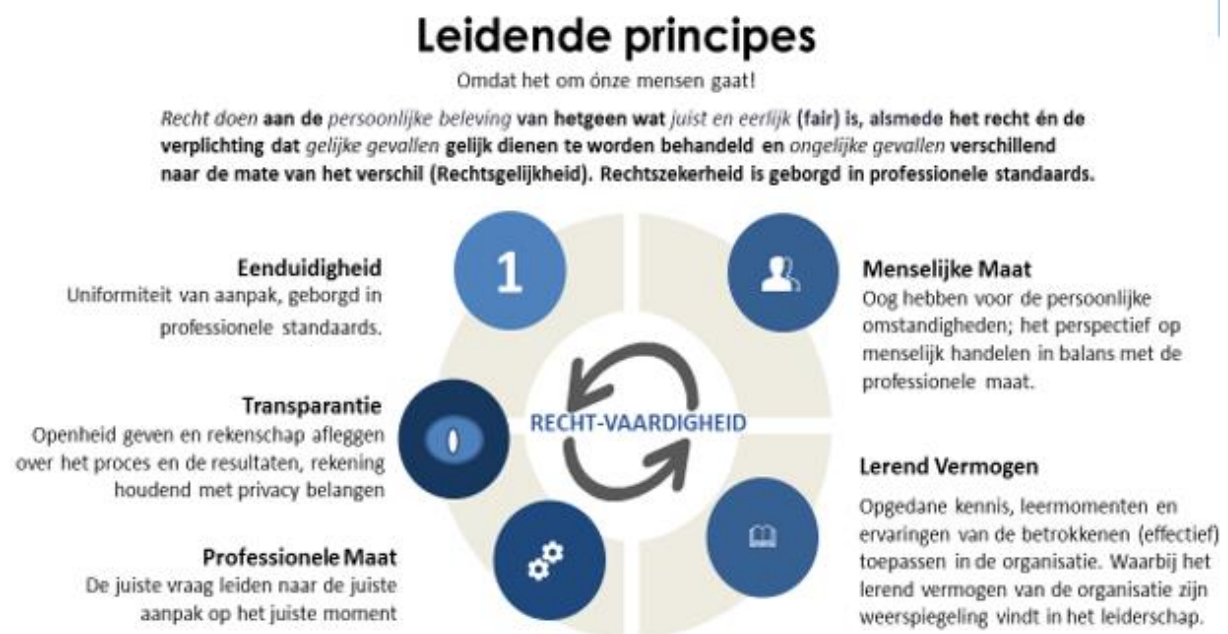 Leidende principes
Omdat het om ónze mensen gaat!
Recht doen aan de persoonlijke beleving van hetgeen wat juist en eerlijk (fair) is, alsmede het recht én de
verplichting dat gelijke gevallen gelijk dienen te worden behandeld en ongelijke gevallen verschillend
naar de mate van het verschil (Rechtsgelijkheid). Rechtszekerheid is geborgd in professionele standaards.
Eenduidigheid
Uniformiteit van aanpak, geborgd in
professionele standaards.
1
Menselijke Maat
Oog hebben voor de persoonlijke
omstandigheden; het perspectief op
menselijk handelen in balans met de
professionele maat.
Transparantie
Openheid geven en rekenschap afleggen
over het proces en de resultaten, rekening
houdend met privacy belangen
RECHT-VAARDIGHEID
Lerend Vermogen
Opgedane kennis, leermomenten en
ervaringen van de betrokkenen (effectief)
toepassen in de organisatie. Waarbij het
lerend vermogen van de organisatie zijn
weerspiegeling vindt in het leiderschap.
Professionele Maat
De juiste vraag leiden naar de juiste
aanpak op het juiste moment